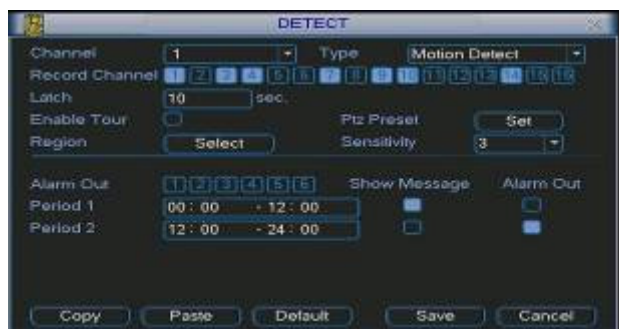 DETECT
Channel 1 Type Motion Detect
Record Channel 1 2 3 4 5 6 7 8 9 10 11 12 13 14 15 16
Latch 10 sec.
Enable Tour Ptz Preset Set
Region Select Sensitivity 3
Alarm Out 1 2 3 4 5 6 Show Message Alarm Out
Period 1 00 : 00 - 12 : 00
Period 2 12 : 00 - 24 : 00
Copy Paste Default Save Cancel